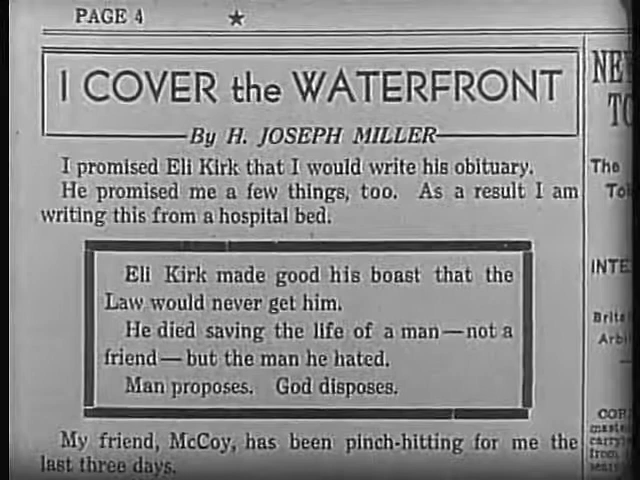 PAGE 4 ★
I COVER the WATERFRONT
By H. JOSEPH MILLER
I promised Eli Kirk that I would write his obituary.
He promised me a few things, too. As a result I am
writing this from a hospital bed.
Eli Kirk made good his boast that the
Law would never get him.
He died saving the life of a man—not a
friend—but the man he hated.
Man proposes. God disposes.
My friend, McCoy, has been pinch-hitting for me the
last three days.
The
INTE